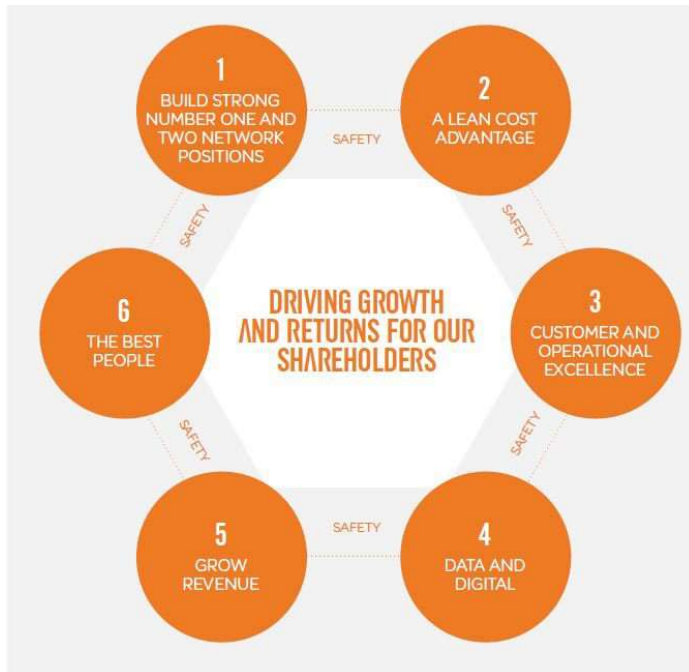 1
BUILD STRONG
NUMBER ONE AND
TWO NETWORK
POSITIONS
SAFETY
2
A LEAN COST
ADVANTAGE
SAFETY
3
CUSTOMER AND
OPERATIONAL
EXCELLENCE
SAFETY
4
DATA AND
DIGITAL
SAFETY
5
GROW
REVENUE
SAFETY
6
THE BEST
PEOPLE
SAFETY
DRIVING GROWTH
AND RETURNS FOR OUR
SHAREHOLDERS